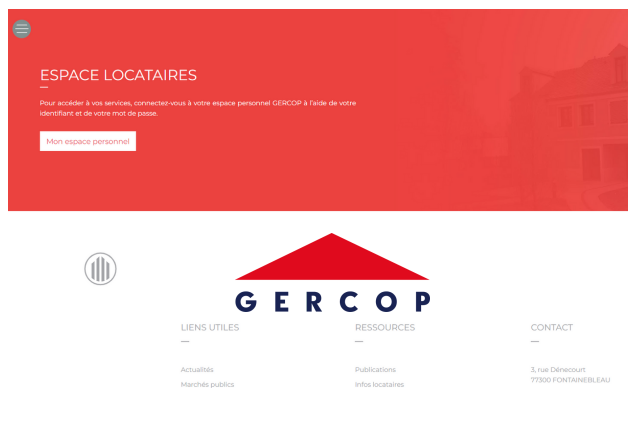 ESPACE LOCATAIRES
Pour accéder à vos services, connectez-vous à votre espace personnel GERCOP à l'aide de votre
identifiant et de votre mot de passe.
Mon espace personnel
GERCOP
LIENS UTILES
Actualités
Marchés publics
RESSOURCES
Publications
Infos locataires
CONTACT
3, rue Dénecourt
77300 FONTAINEBLEAU